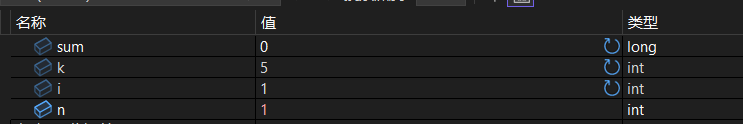 名称 值 类型
sum 0 long
k 5 int
i 1 int
n 1 int